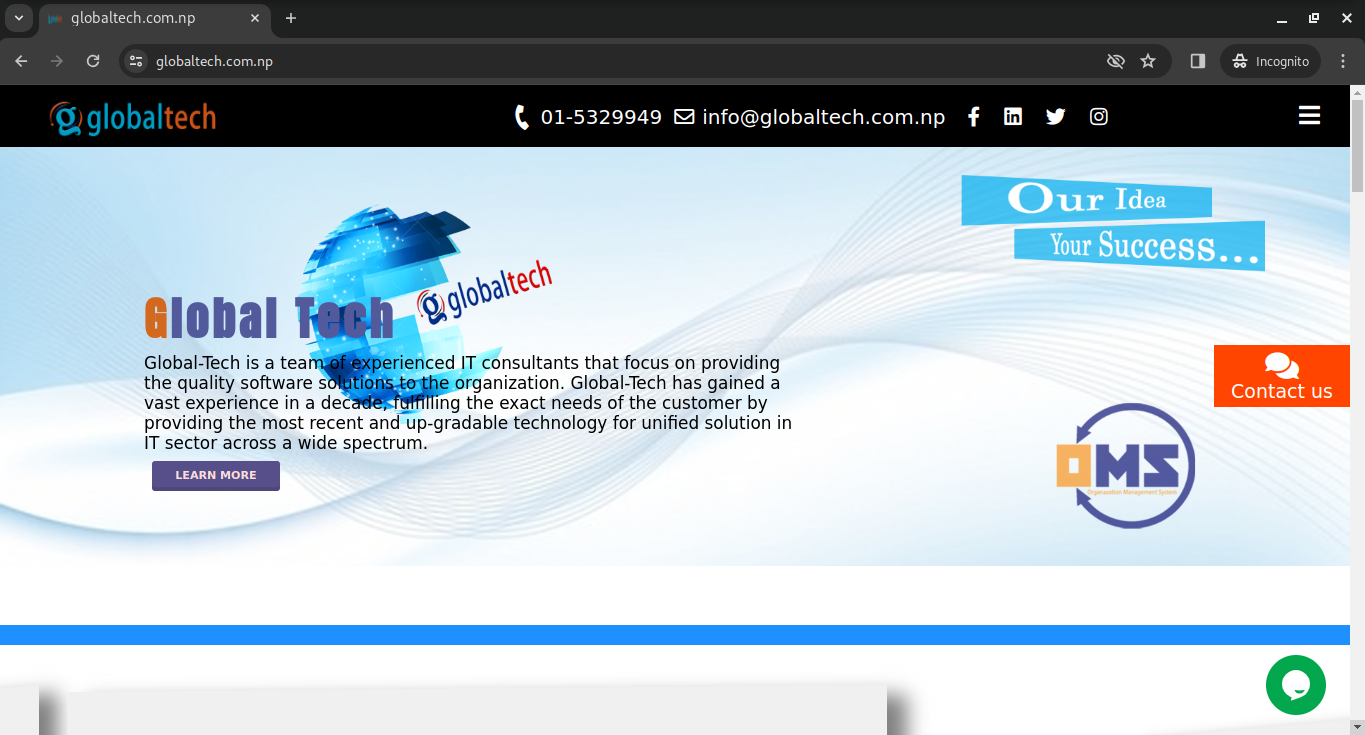 globaltech.com.np
globaltech.com.np
Incognito
globaltech
01-5329949
info@globaltech.com.np
Our Idea
Your Success...
globaltech
Global Tech
Global-Tech is a team of experienced IT consultants that focus on providing
the quality software solutions to the organization. Global-Tech has gained a
vast experience in a decade, fulfilling the exact needs of the customer by
providing the most recent and up-gradable technology for unified solution in
IT sector across a wide spectrum.
LEARN MORE
Contact us
OMS
Organization Management System